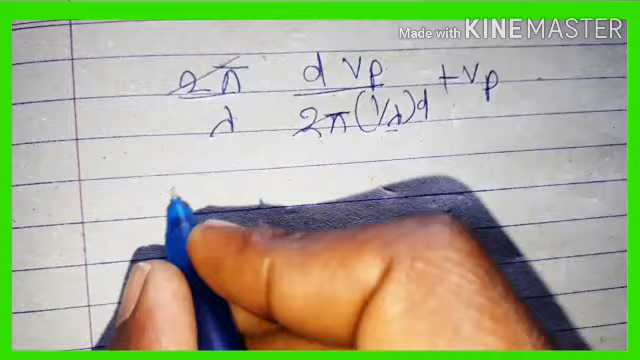 Made with KINEMASTER
2π/λ d Vp / 2π(1/λ)d + Vp